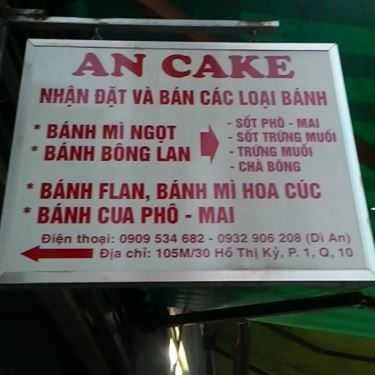 AN CAKE
NHẬN ĐẶT VÀ BÁN CÁC LOẠI BÁNH
* BÁNH MÌ NGỌT
* BÁNH BÔNG LAN
- SỐT PHÔ - MAI
- SỐT TRỨNG MUỐI
- TRỨNG MUỐI
- CHÀ BÔNG
* BÁNH FLAN, BÁNH MÌ HOA CÚC
* BÁNH CUA PHÔ - MAI
Điện thoại: 0909 534 682 - 0932 906 208 (Dì An)
Địa chỉ: 105M/30 Hồ Thị Kỷ, P. 1, Q, 10